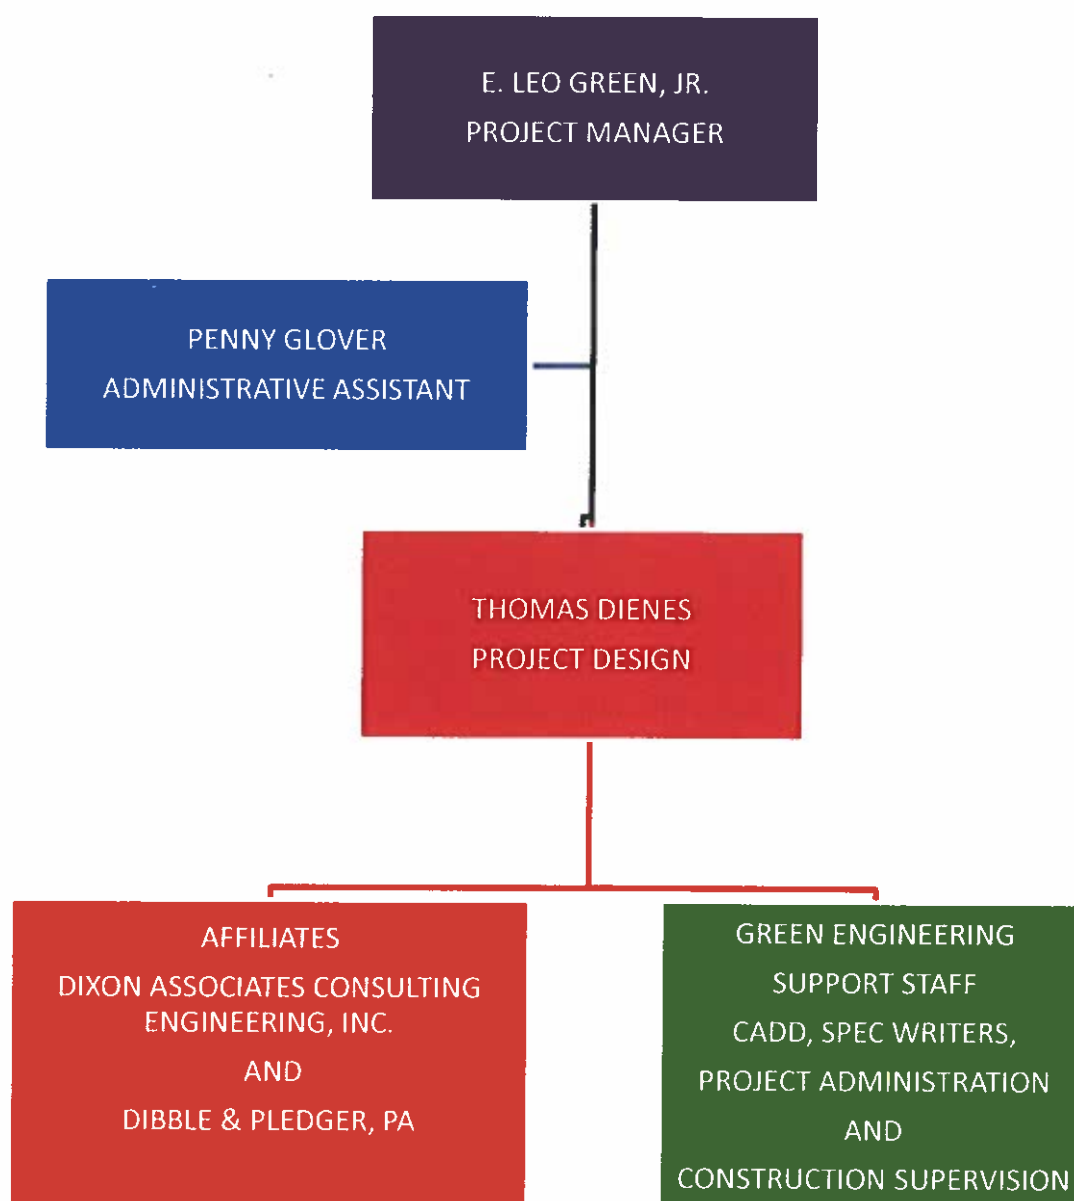 E. LEO GREEN, JR.
PROJECT MANAGER
PENNY GLOVER
ADMINISTRATIVE ASSISTANT
THOMAS DIENES
PROJECT DESIGN
AFFILIATES
DIXON ASSOCIATES CONSULTING
ENGINEERING, INC.
AND
DIBBLE & PLEDGER, PA
GREEN ENGINEERING
SUPPORT STAFF
CADD, SPEC WRITERS,
PROJECT ADMINISTRATION
AND
CONSTRUCTION SUPERVISION